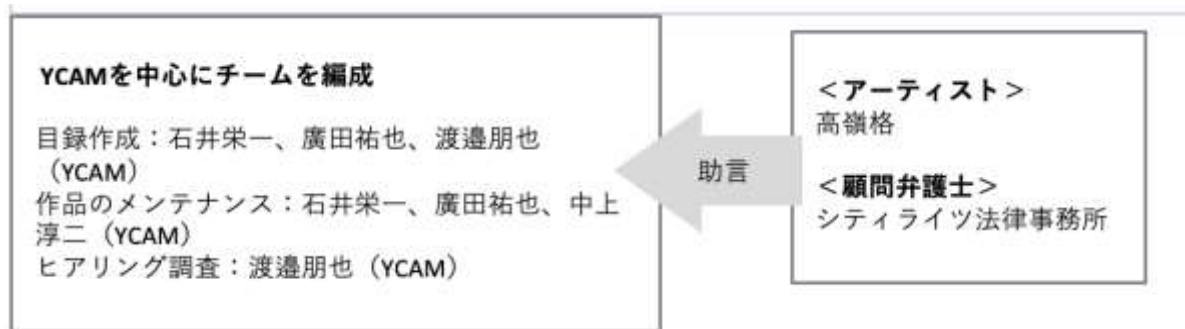 YCAMを中心にチームを編成
目録作成：石井栄一、廣田祐也、渡邉朋也
（YCAM）
作品のメンテナンス：石井栄一、廣田祐也、中上
淳二（YCAM）
ヒアリング調査：渡邉朋也（YCAM）
助言
＜アーティスト＞
高嶺格
＜顧問弁護士＞
シティライツ法律事務所